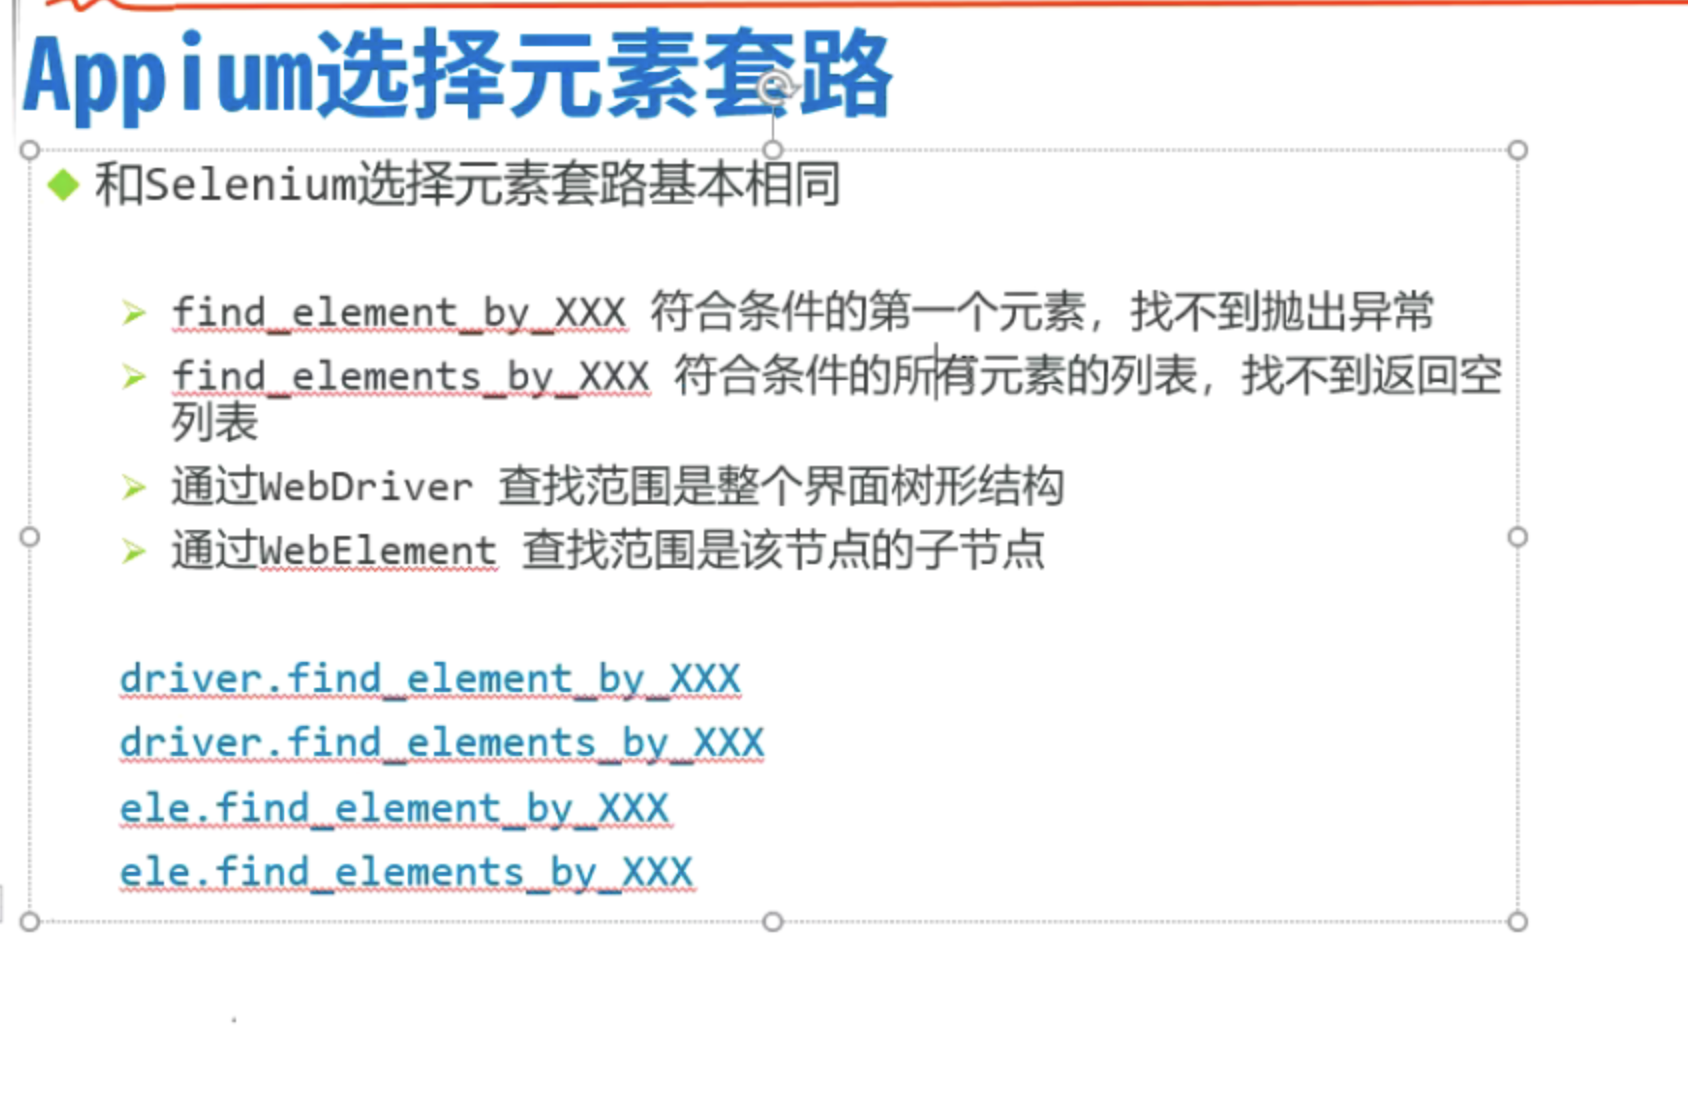 Appium选择元素套路
和Selenium选择元素套路基本相同
find_element_by_XXX 符合条件的第一个元素，找不到抛出异常
find_elements_by_XXX 符合条件的所有元素的列表，找不到返回空
列表
通过WebDriver 查找范围是整个界面树形结构
通过WebElement 查找范围是该节点的子节点
driver.find_element_by_XXX
driver.find_elements_by_XXX
ele.find_element_by_XXX
ele.find_elements_by_XXX